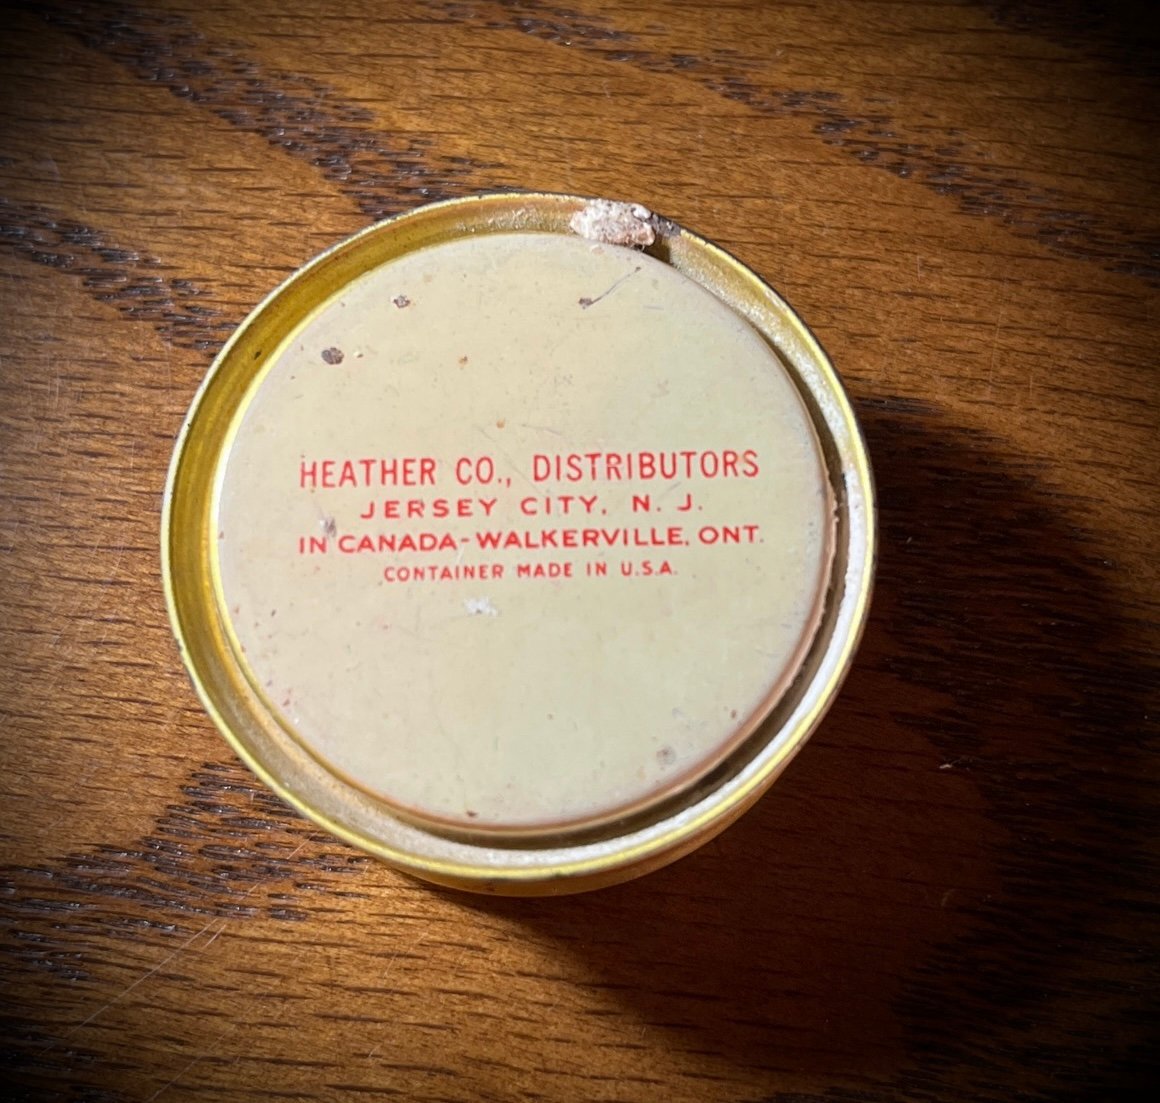 HEATHER CO., DISTRIBUTORS
JERSEY CITY, N. J.
IN CANADA-WALKERVILLE, ONT.
CONTAINER MADE IN U.S.A.